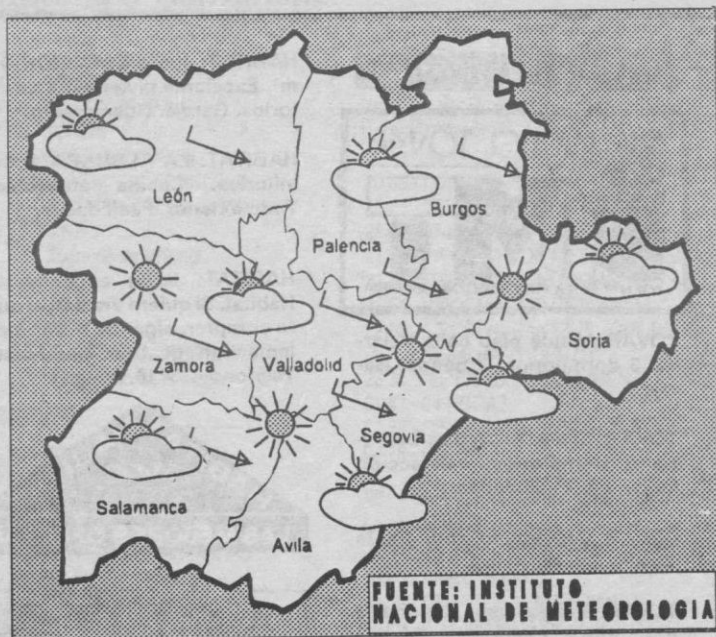 León
Burgos
Palencia
Soria
Zamora
Valladolid
Segovia
Salamanca
Avila
FUENTE: INSTITUTO
NACIONAL DE METEOROLOGIA